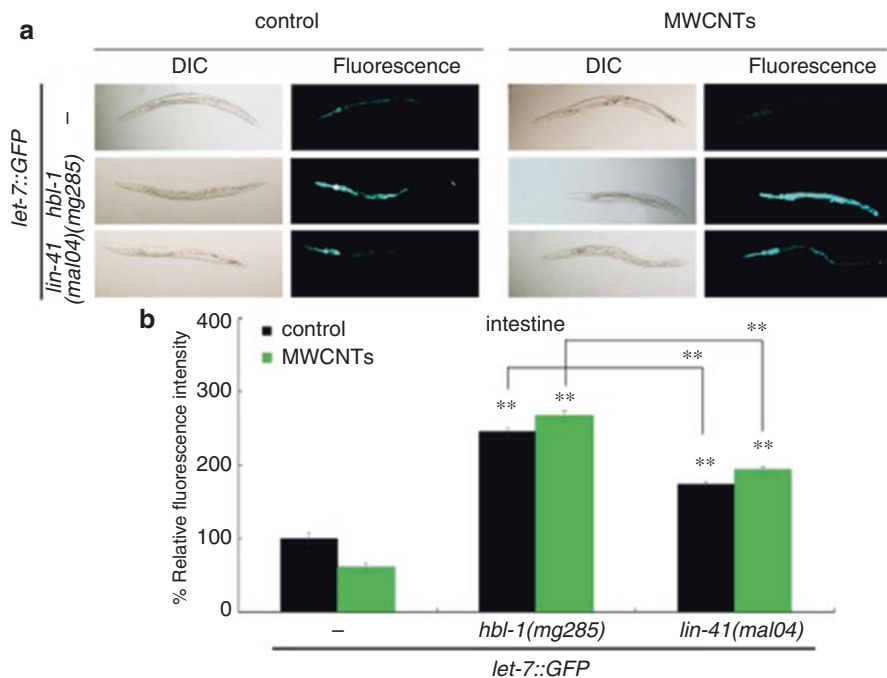 a
control
MWCNTs
DIC
Fluorescence
DIC
Fluorescence
let-7::GFP
–
hbl-1
(mg285)
lin-41
(mal04)
b
400
300
200
100
0
% Relative fluorescence intensity
control
MWCNTs
intestine
**
**
**
**
**
**
–
hbl-1(mg285)
lin-41(mal04)
let-7::GFP